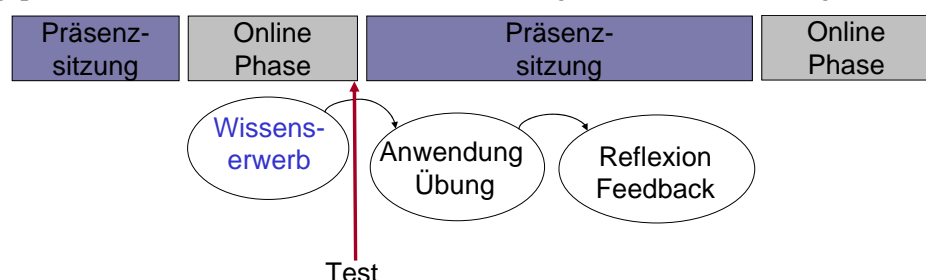 Präsenz-
sitzung
Online
Phase
Präsenz-
sitzung
Online
Phase
Wissens-
erwerb
Anwendung
Übung
Reflexion
Feedback
Test